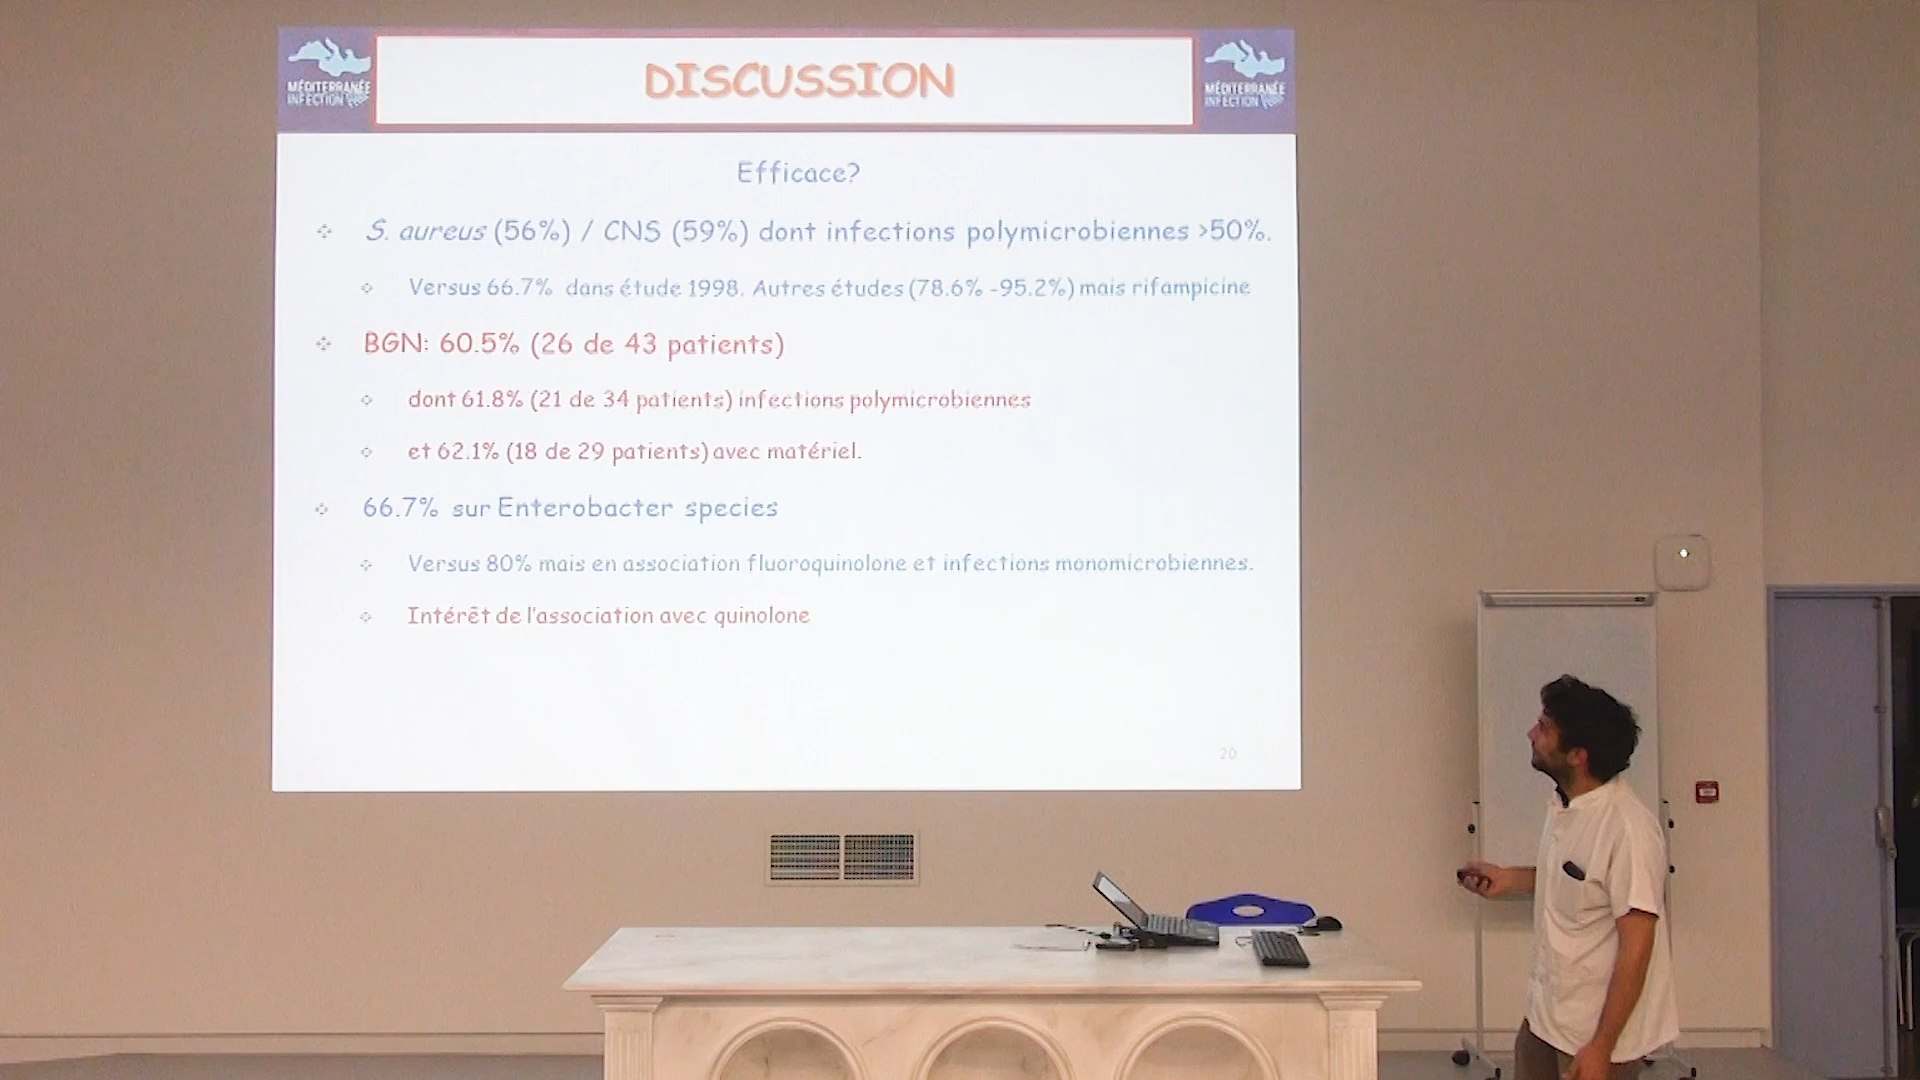 MÉDITERRANÉE
INFECTION
DISCUSSION
MÉDITERRANÉE
INFECTION
Efficace?
S. aureus (56%) / CNS (59%) dont infections polymicrobiennes >50%.
Versus 66.7% dans étude 1998. Autres études (78.6% -95.2%) mais rifampicine
BGN: 60.5% (26 de 43 patients)
dont 61.8% (21 de 34 patients) infections polymicrobiennes
et 62.1% (18 de 29 patients) avec matériel.
66.7% sur Enterobacter species
Versus 80% mais en association fluoroquinolone et infections monomicrobiennes.
Intérêt de l'association avec quinolone
20